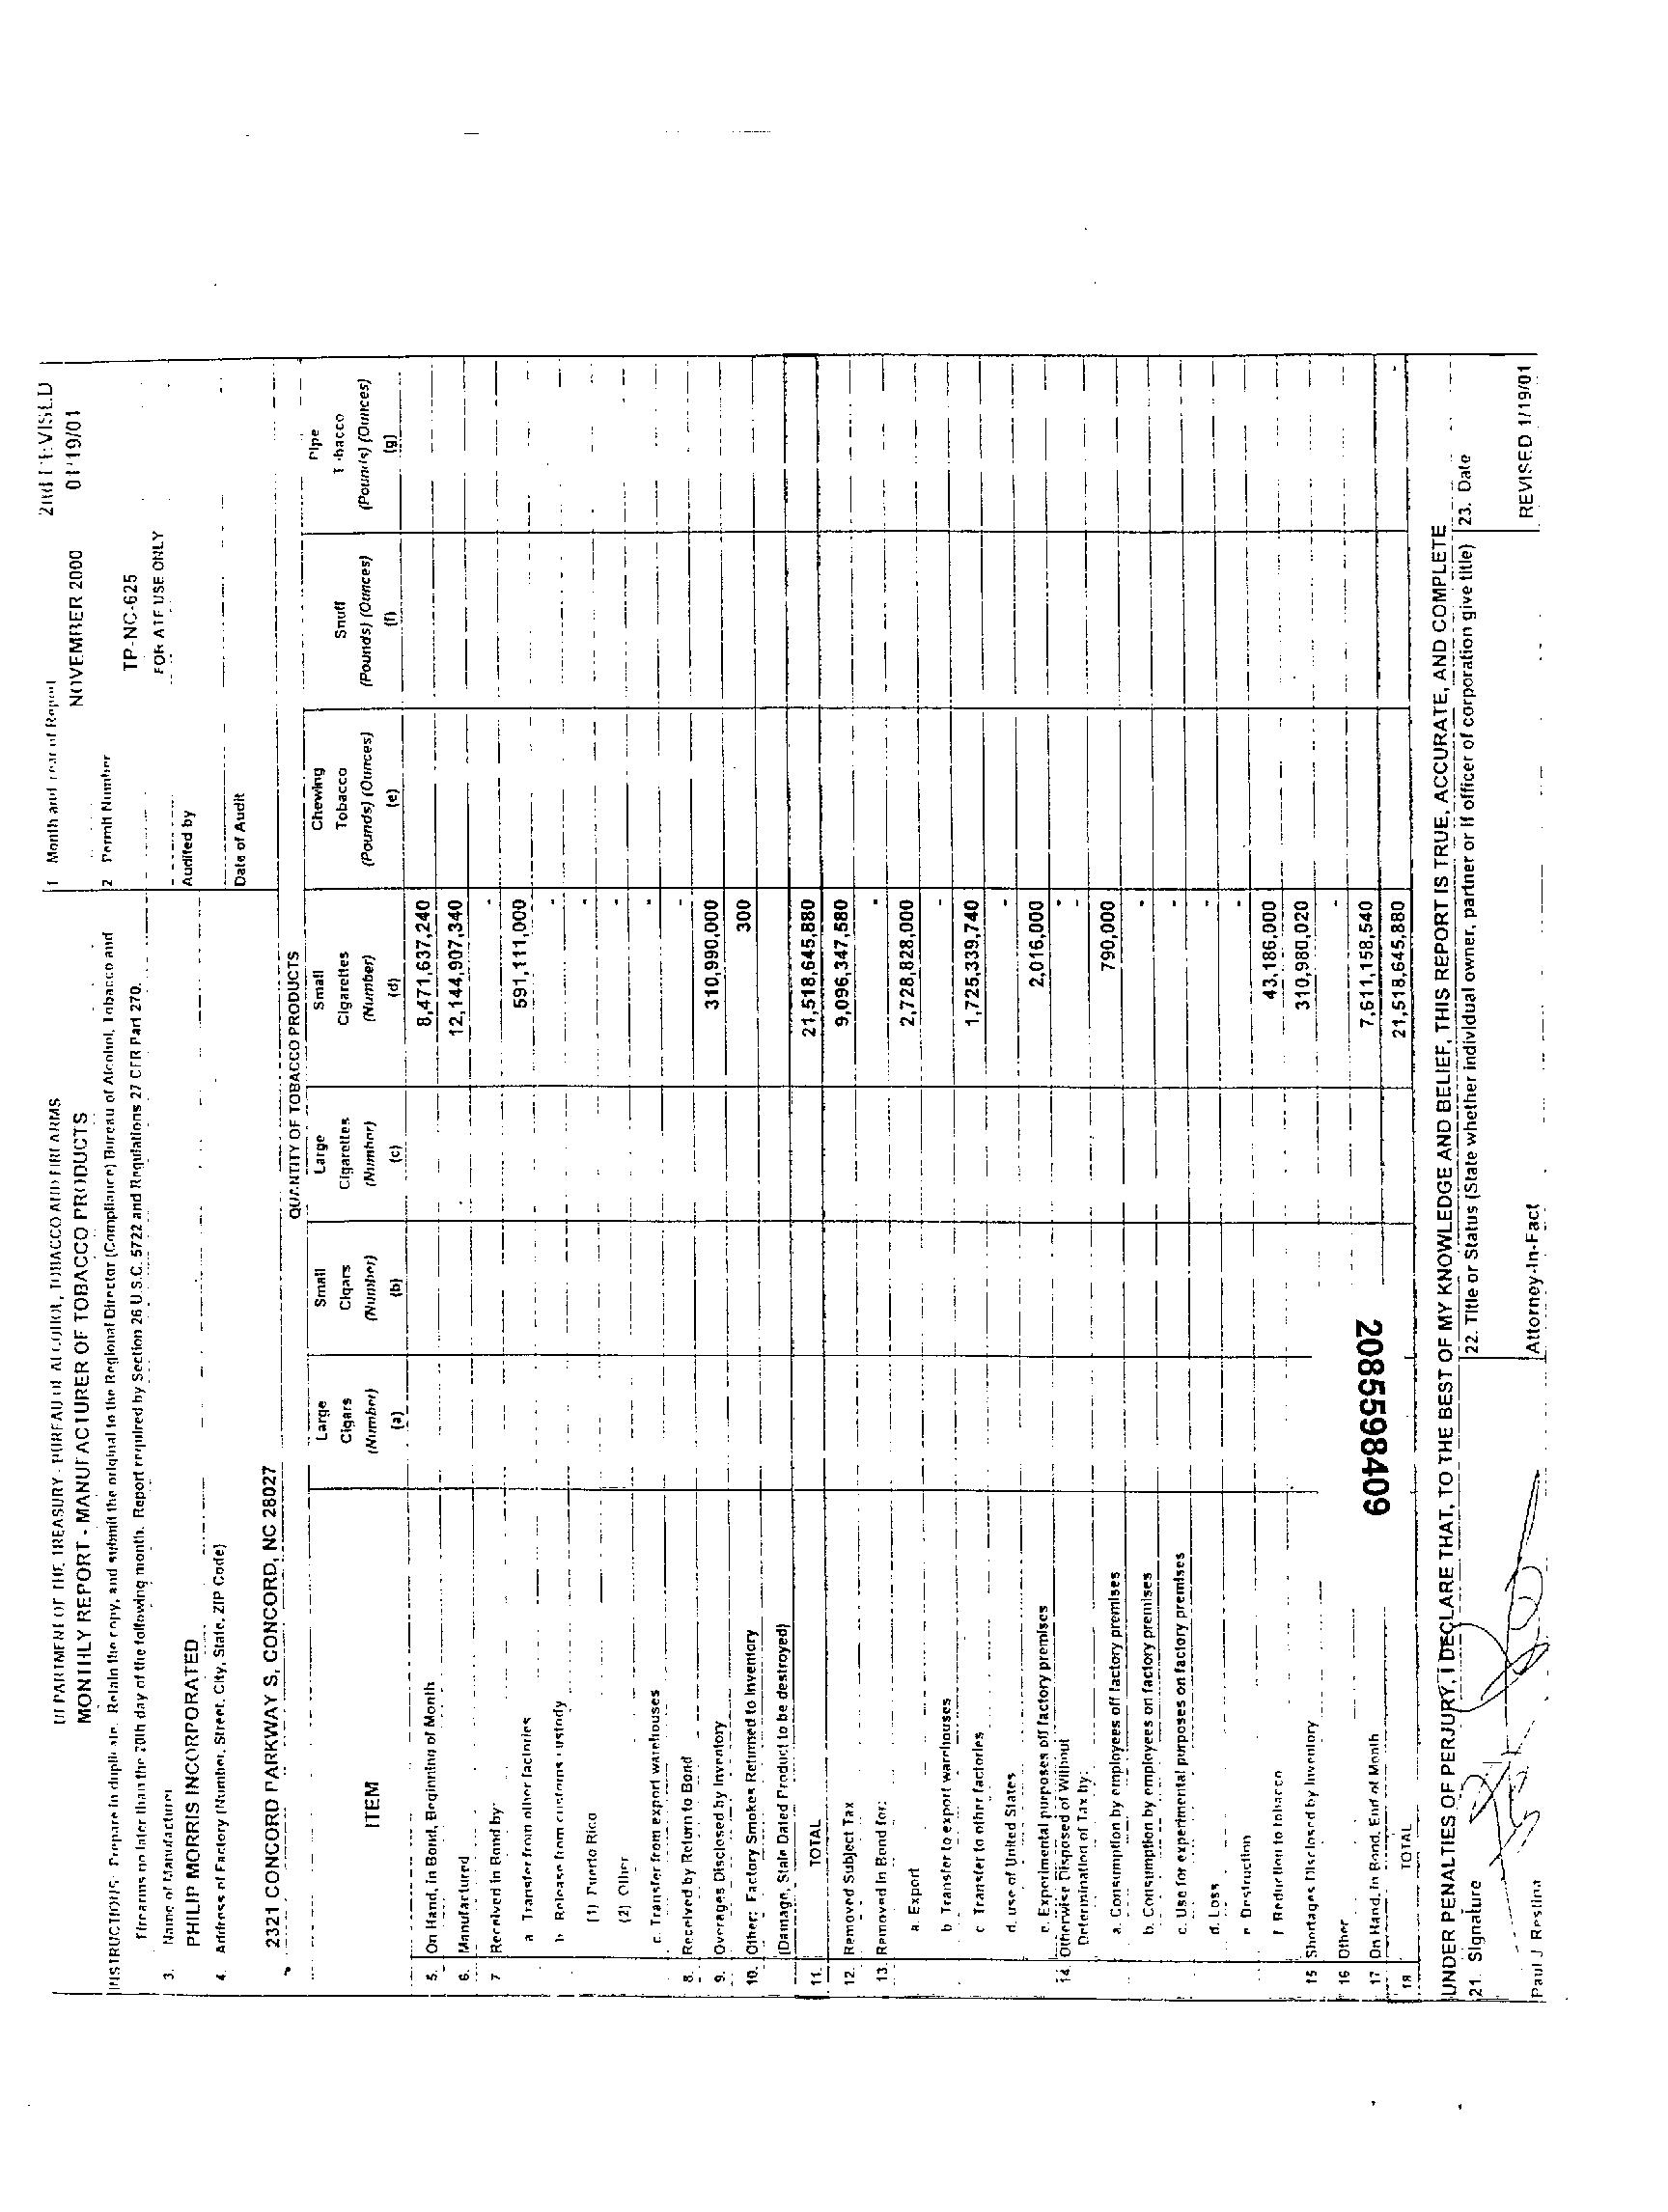 DEPARTMENT OF THE TREASURY - BUREAU OF ALCOHOL, TOBACCO AND FIREARMS
MONTHLY REPORT - MANUFACTURER OF TOBACCO PRODUCTS
1 Month and Year of Report
NOVEMBER 2000
2nd REVISED
01/19/01
INSTRUCTIONS: Prepare in duplicate. Retain the copy, and submit the original to the Regional Director (Compliance) Bureau of Alcohol, Tobacco and
Firearms no later than the 20th day of the following month. Report required by Section 26 U.S.C. 5722 and Regulations 27 CFR Part 270.
2 Permit Number
TP-NC-625
FOR ATF USE ONLY
3. Name of Manufacturer
PHILIP MORRIS INCORPORATED
Audited by
4. Address of Factory (Number, Street, City, State, ZIP Code)
Date of Audit
2321 CONCORD PARKWAY S, CONCORD, NC 28027
QUANTITY OF TOBACCO PRODUCTS
ITEM
Large Cigars (Number) (a)
Small Cigars (Number) (b)
Large Cigarettes (Number) (c)
Small Cigarettes (Number) (d)
Chewing Tobacco (Pounds) (Ounces) (e)
Snuff (Pounds) (Ounces) (f)
Pipe Tobacco (Pounds) (Ounces) (g)
5. On Hand, in Bond, Beginning of Month 8,471,637,240
6. Manufactured 12,144,907,340
7 Received in Bond by: -
a Transfer from other factories 591,111,000
b Release from customs custody -
(1) Puerto Rico -
(2) Other -
c. Transfer from export warehouses -
8. Received by Return to Bond -
9. Overages Disclosed by Inventory 310,990,000
10. Other: Factory Smokes Returned to Inventory 300
(Damage, Stale Dated Product to be destroyed)
11. TOTAL 21,518,645,880
12. Removed Subject Tax 9,096,347,580
13. Removed In Bond for: -
a. Export 2,728,828,000
b Transfer to export warehouses -
c Transfer to other factories 1,725,339,740
d. use of United States -
e. Experimental purposes off factory premises 2,016,000
14. Otherwise Disposed of Without -
Determination of Tax by: -
a. Consumption by employees off factory premises 790,000
b. Consumption by employees on factory premises -
c. Use for experimental purposes on factory premises -
d. Loss -
e Destruction -
f Reduction to tobacco 43,186,000
15 Shortages Disclosed by Inventory 310,980,020
16 Other -
17 On Hand, In Bond, End of Month 7,611,158,540
18 TOTAL 21,518,645,880
2085598409
UNDER PENALTIES OF PERJURY, I DECLARE THAT, TO THE BEST OF MY KNOWLEDGE AND BELIEF, THIS REPORT IS TRUE, ACCURATE, AND COMPLETE
21. Signature
22. Title or Status (State whether individual owner, partner or if officer of corporation give title)
23. Date
Paul J Reslina
Attorney-In-Fact
REVISED 1/19/01